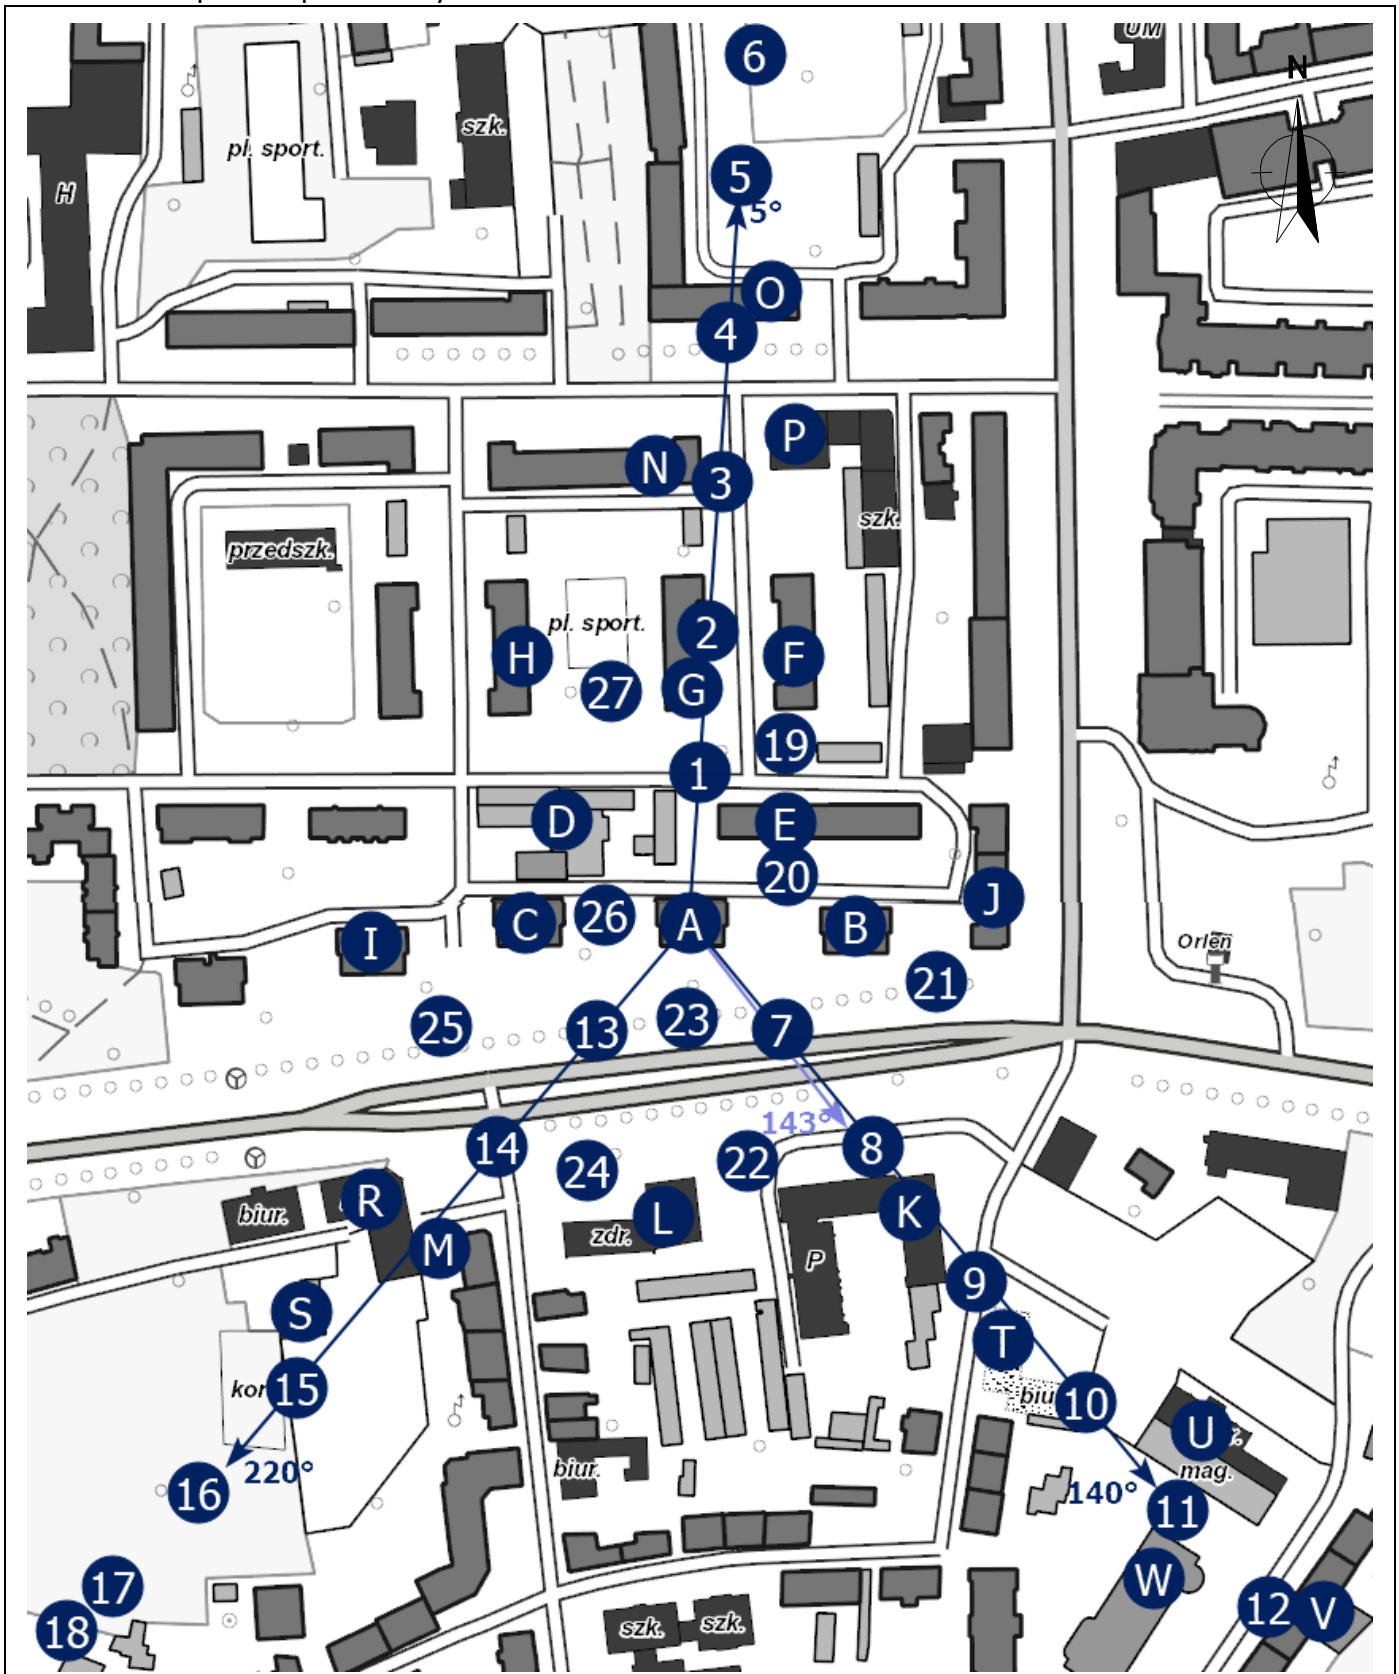 6
UM
N
szk.
pl. sport.
5
H
5°
O
4
P
N
3
szk.
przedszk.
pl. sport.
2
H
F
27
G
19
1
D
E
20
J
26
C
A
B
I
21
25
13
23
7
143°
14
8
24
22
R
biur.
L
K
zdr.
M
P
9
S
T
15
biu
10
U
r.
mag.
biur.
220°
16
140°
11
W
17
12
V
18
szk.
szk.
Orlen
kor